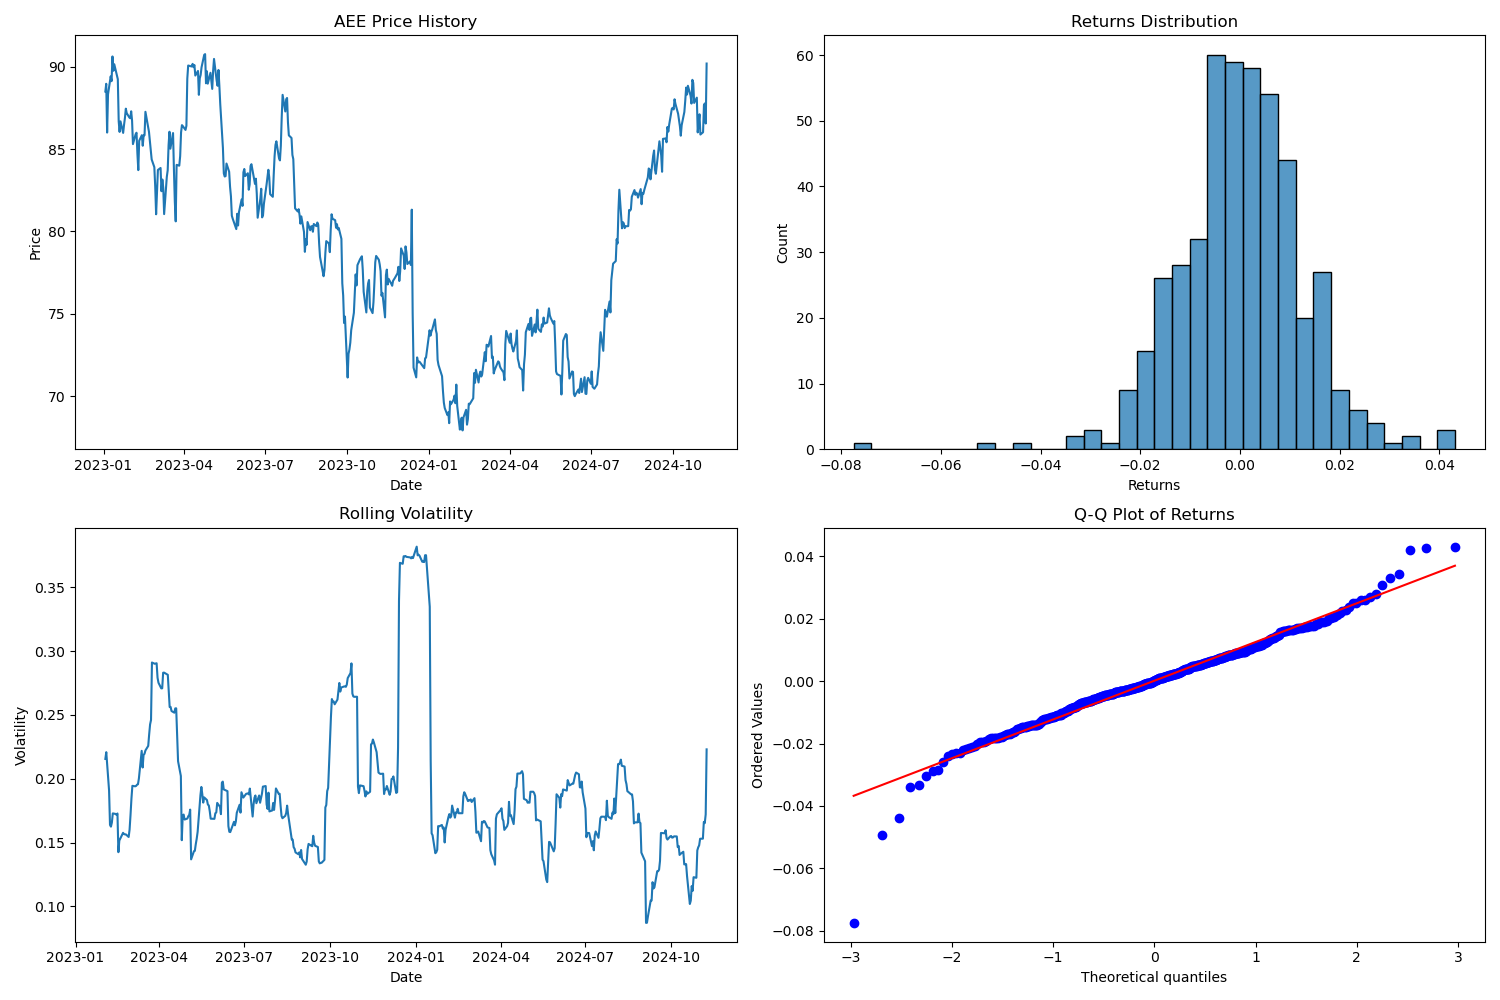 AEE Price History
Price
90
85
80
75
70
2023-01 2023-04 2023-07 2023-10 2024-01 2024-04 2024-07 2024-10
Date
Returns Distribution
Count
60
50
40
30
20
10
0
−0.08 −0.06 −0.04 −0.02 0.00 0.02 0.04
Returns
Rolling Volatility
Volatility
0.35
0.30
0.25
0.20
0.15
0.10
2023-01 2023-04 2023-07 2023-10 2024-01 2024-04 2024-07 2024-10
Date
Q-Q Plot of Returns
Ordered Values
0.04
0.02
0.00
−0.02
−0.04
−0.06
−0.08
−3 −2 −1 0 1 2 3
Theoretical quantiles